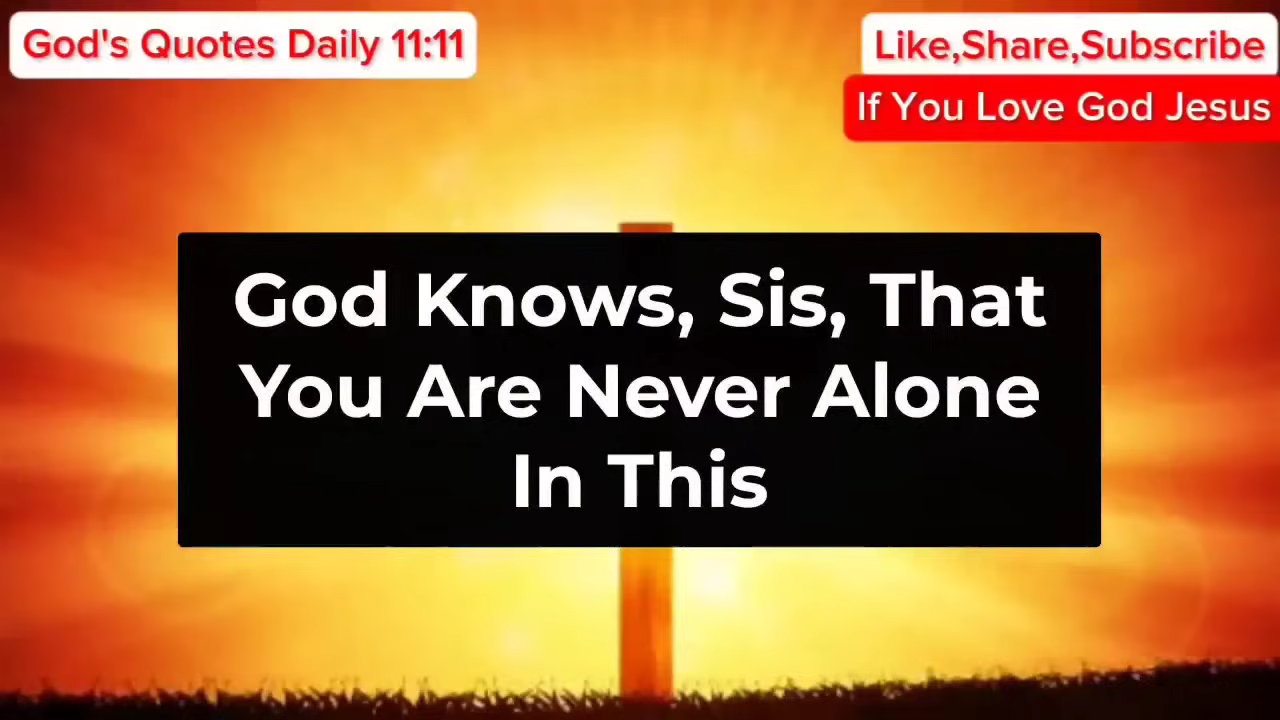 God's Quotes Daily 11:11
Like,Share,Subscribe
If You Love God Jesus
God Knows, Sis, That
You Are Never Alone
In This